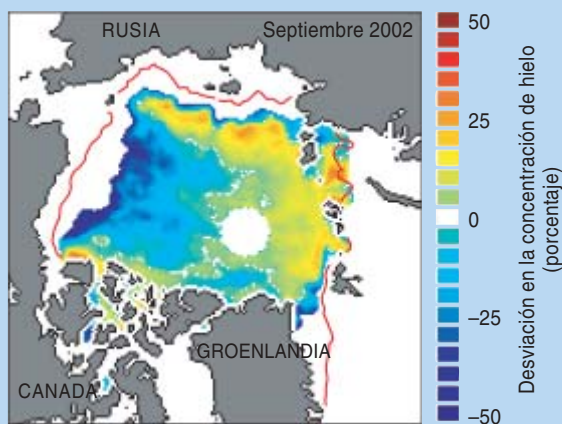 RUSIA
Septiembre 2002
GROENLANDIA
CANADA
50
25
0
–25
–50
Desviación en la concentración de hielo
(porcentaje)